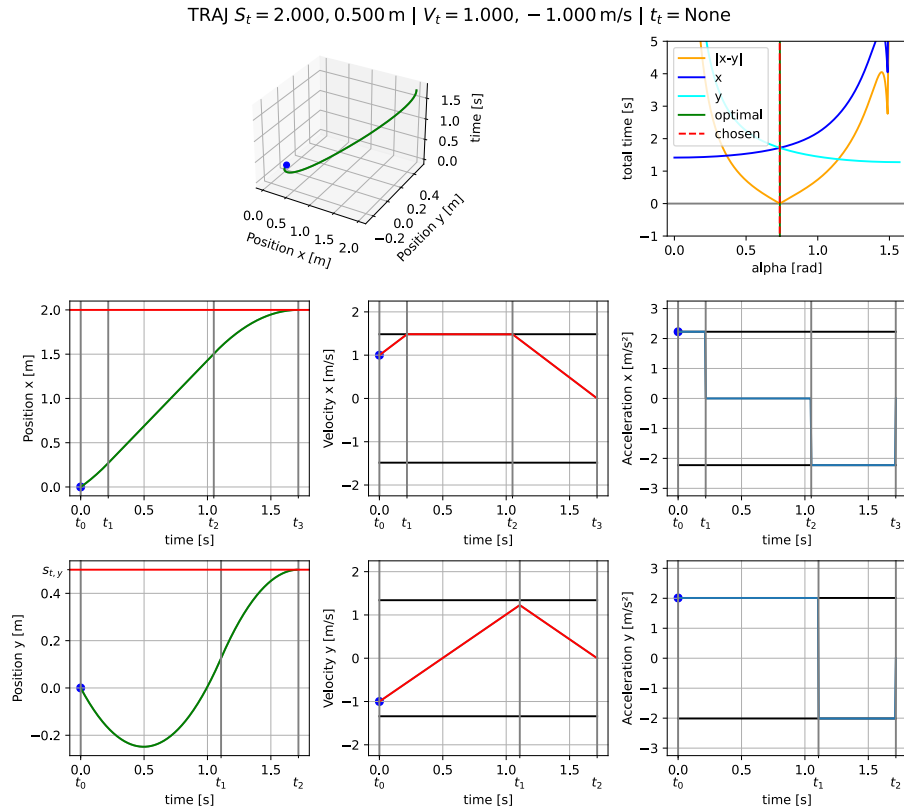 TRAJ S_t = 2.000, 0.500 m | V_t = 1.000, − 1.000 m/s | t_t = None
0.0
0.5
1.0
1.5
2.0
Position x [m]
−0.2
0.0
0.2
0.4
Position y [m]
0.0
0.5
1.0
1.5
time [s]
5
4
3
2
1
0
−1
total time [s]
|x-y|
x
y
optimal
chosen
0.0 0.5 1.0 1.5
alpha [rad]
2.0
1.5
1.0
0.5
0.0
Position x [m]
0.0 0.5 1.0 1.5
t_0 t_1 t_2 t_3
time [s]
2
1
0
−1
−2
Velocity x [m/s]
0.0 0.5 1.0 1.5
t_0 t_1 t_2 t_3
time [s]
3
2
1
0
−1
−2
−3
Acceleration x [m/s²]
0.0 0.5 1.0 1.5
t_0 t_1 t_2 t_3
time [s]
s_{t,y}
0.4
0.2
0.0
−0.2
Position y [m]
0.0 0.5 1.0 1.5
t_0 t_1 t_2
time [s]
2
1
0
−1
−2
Velocity y [m/s]
0.0 0.5 1.0 1.5
t_0 t_1 t_2
time [s]
3
2
1
0
−1
−2
−3
Acceleration y [m/s²]
0.0 0.5 1.0 1.5
t_0 t_1 t_2
time [s]